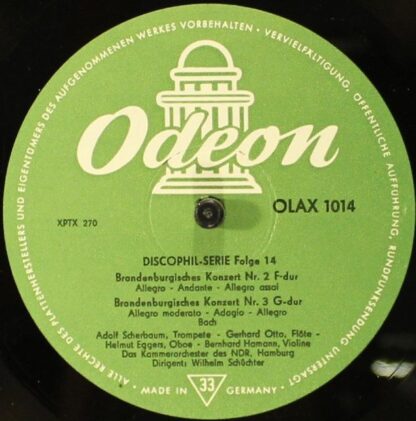 ALLE RECHTE DES PLATTENHERSTELLERS UND EIGENTÜMERS DES AUFGENOMMENEN WERKES VORBEHALTEN • VERVIELFÄLTIGUNG, ÖFFENTLICHE AUFFÜHRUNG, RUNDFUNKSENDUNG UNTERSAGT •
Odeon
OLAX 1014
XPTX 270
DISCOPHIL-SERIE Folge 14
Brandenburgisches Konzert Nr. 2 F-dur
Allegro - Andante - Allegro assai
Brandenburgisches Konzert Nr. 3 G-dur
Allegro moderato - Adagio - Allegro
Bach
Adolf Scherbaum, Trompete - Gerhard Otto, Flöte -
Helmut Eggers, Oboe - Bernhard Hamann, Violine
Das Kammerorchester des NDR, Hamburg
Dirigent: Wilhelm Schüchter
MADE IN 33 GERMANY